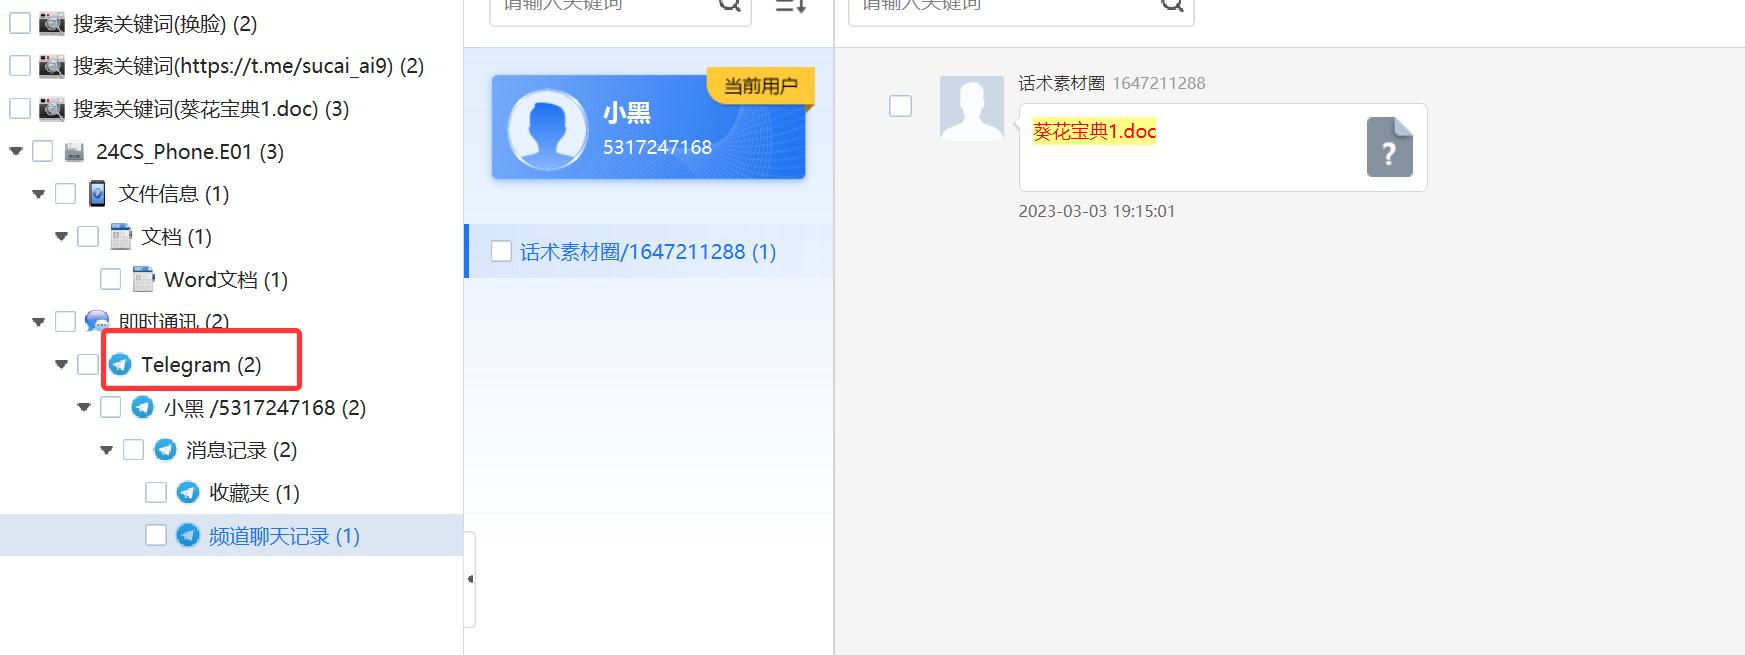 搜索关键词(换脸) (2)
搜索关键词(https://t.me/sucai_ai9) (2)
搜索关键词(葵花宝典1.doc) (3)
24CS_Phone.E01 (3)
文件信息 (1)
文档 (1)
Word文档 (1)
即时通讯 (2)
Telegram (2)
小黑 /5317247168 (2)
消息记录 (2)
收藏夹 (1)
频道聊天记录 (1)
请输入关键词
当前用户
小黑
5317247168
话术素材圈/1647211288 (1)
请输入关键词
话术素材圈 1647211288
葵花宝典1.doc
?
2023-03-03 19:15:01